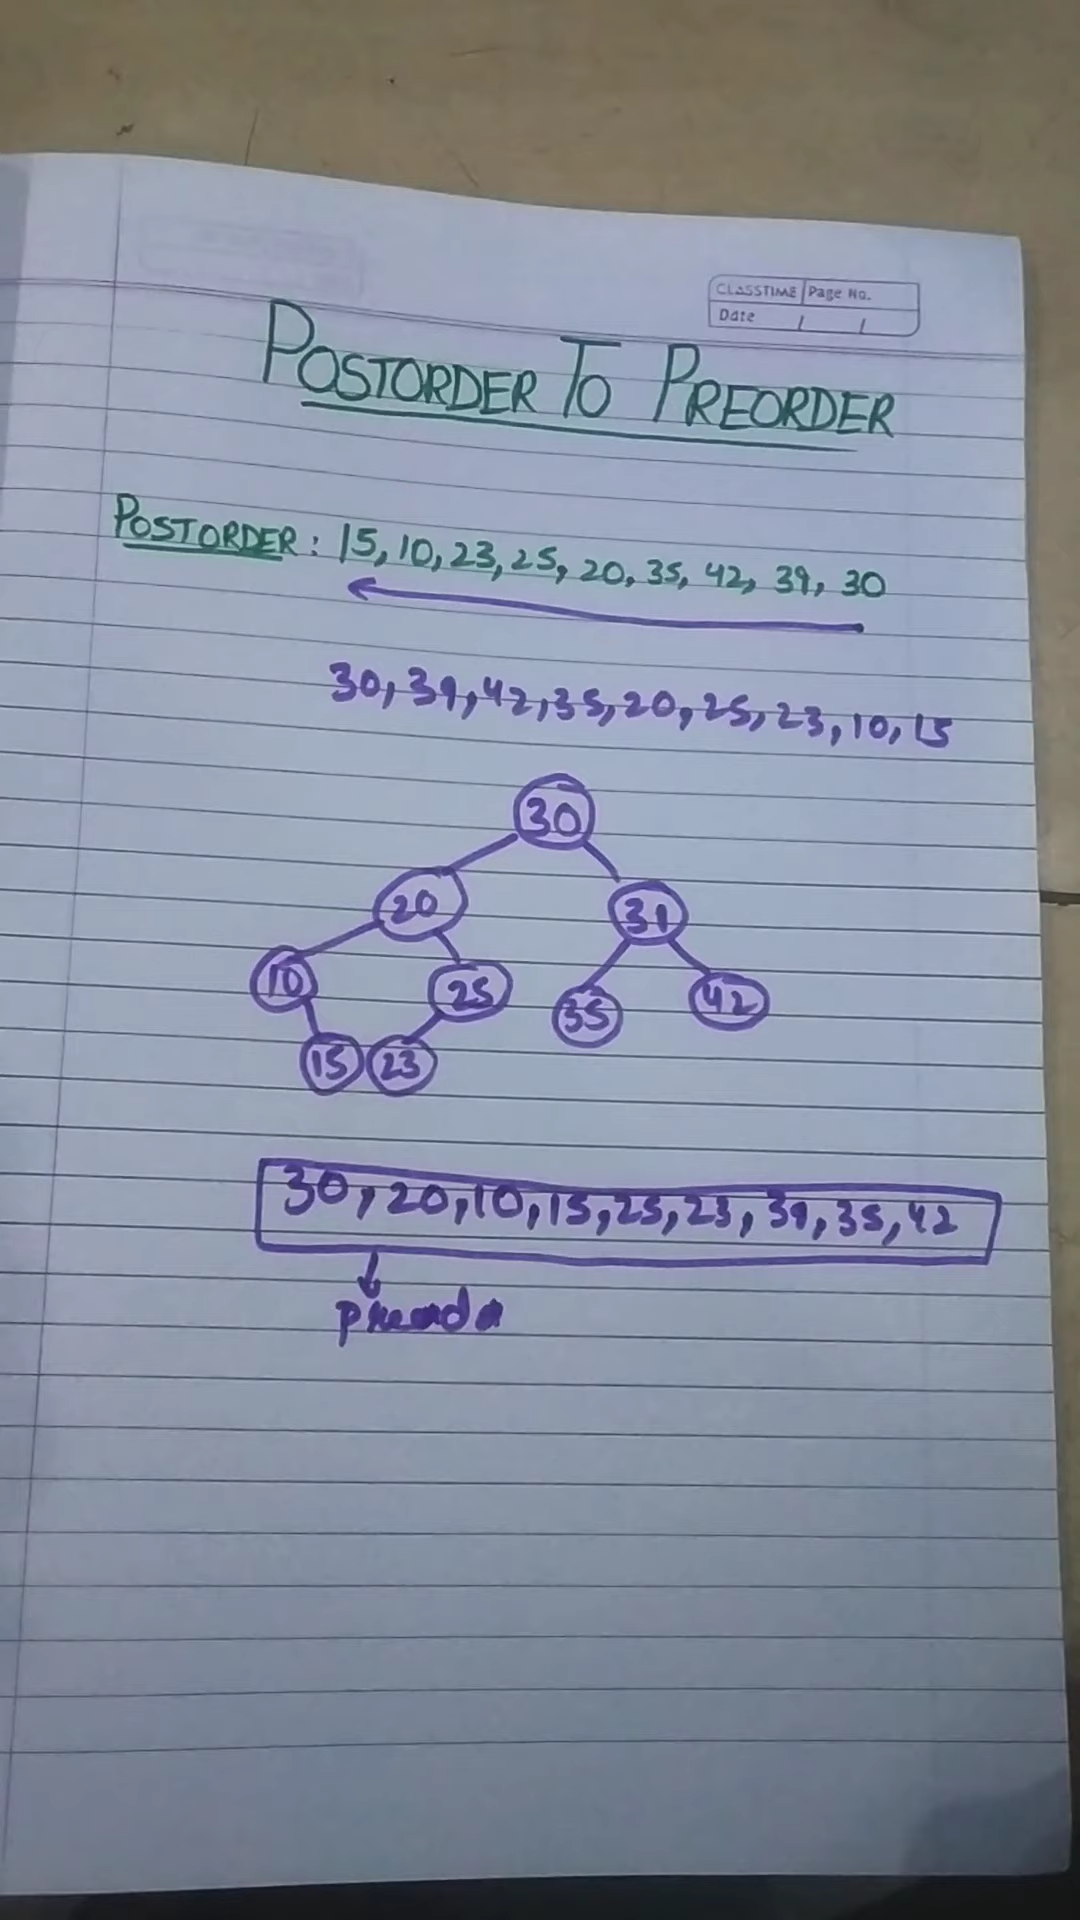 CLASSTIME Page No.
Date / /
POSTORDER TO PREORDER
POSTORDER: 15, 10, 23, 25, 20, 35, 42, 39, 30
30, 39, 42, 35, 20, 25, 23, 10, 15
30
20 39
10 25 35 42
15 23
30, 20, 10, 15, 25, 23, 39, 35, 42